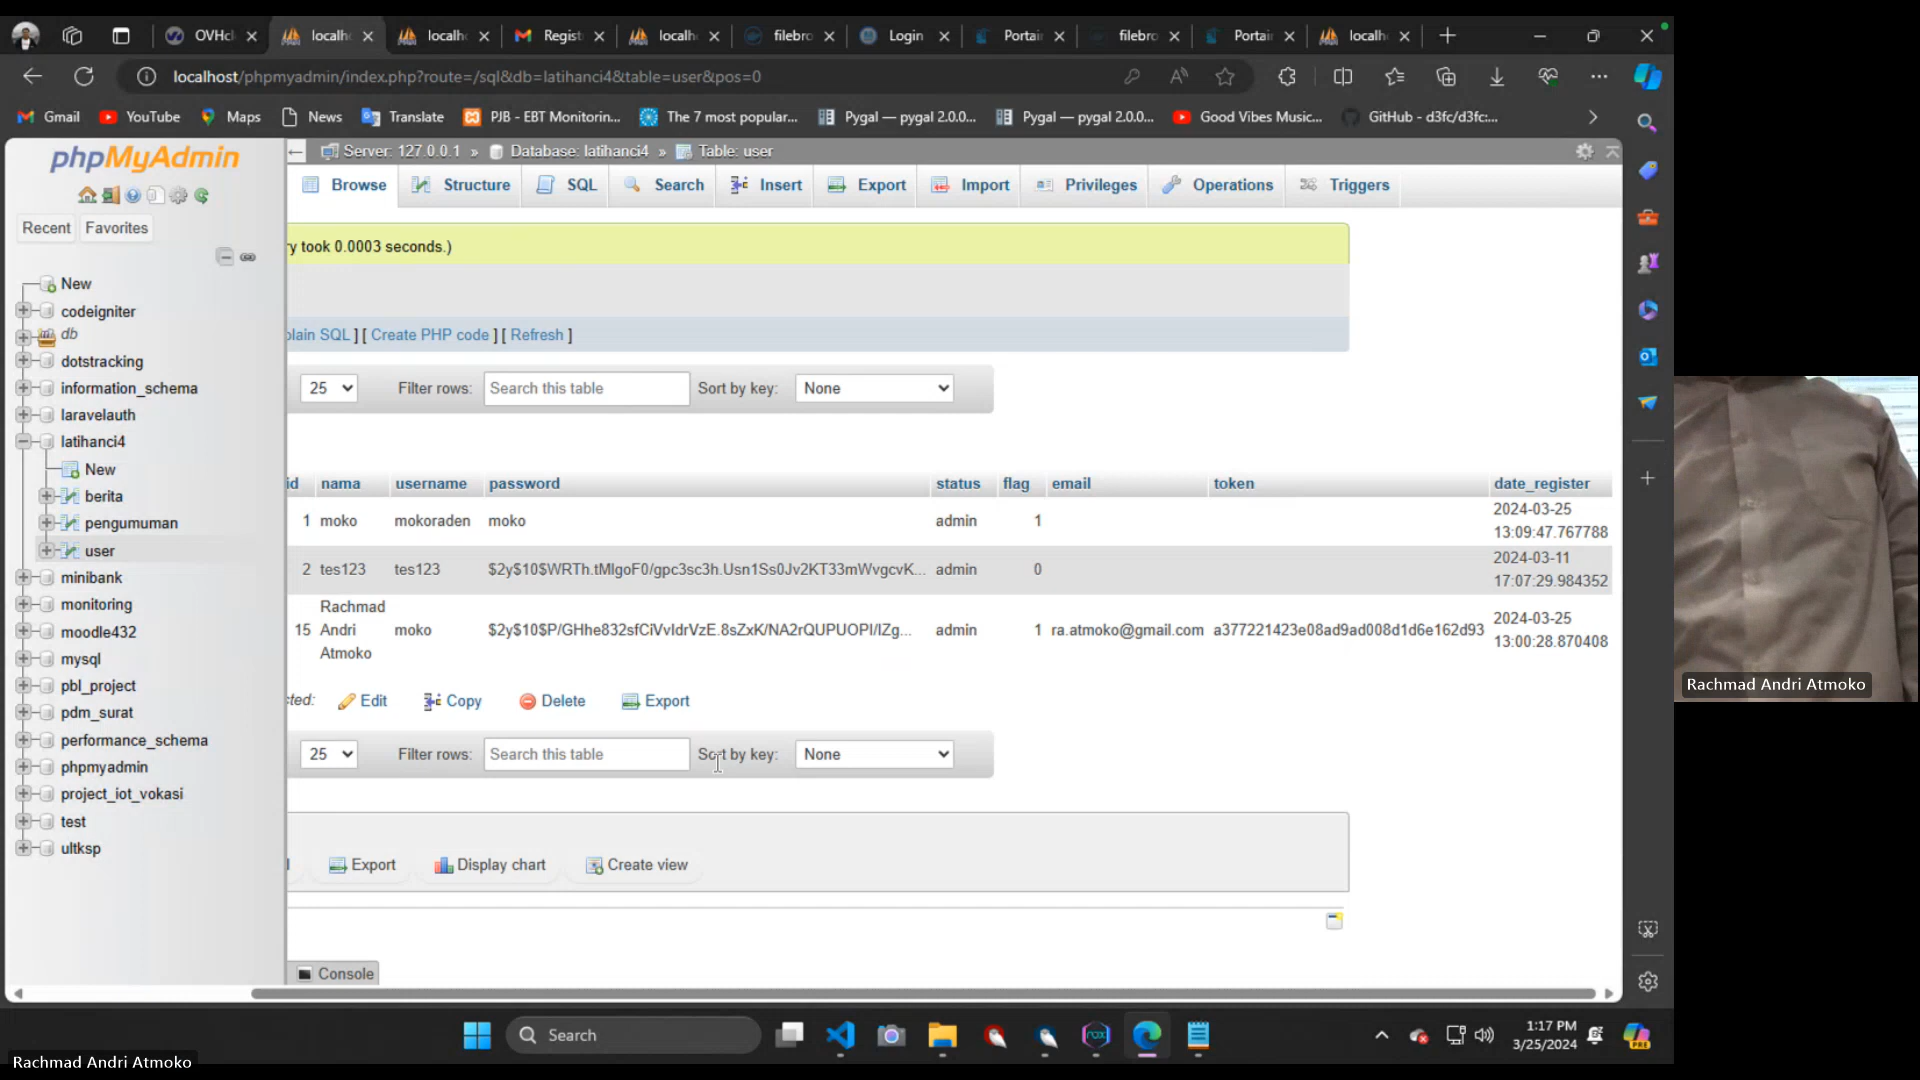 OVHcl
localh
localh
Regist
localh
filebro
Login
Portai
filebro
Portai
localh
localhost/phpmyadmin/index.php?route=/sql&db=latihanci4&table=user&pos=0
Gmail
YouTube
Maps
News
Translate
PJB - EBT Monitorin...
The 7 most popular...
Pygal — pygal 2.0.0...
Pygal — pygal 2.0.0...
Good Vibes Music...
GitHub - d3fc/d3fc:...
phpMyAdmin
Recent
Favorites
New
codeigniter
db
dotstracking
information_schema
laravelauth
latihanci4
New
berita
pengumuman
user
minibank
monitoring
moodle432
mysql
pbl_project
pdm_surat
performance_schema
phpmyadmin
project_iot_vokasi
test
ultksp
Server: 127.0.0.1 » Database: latihanci4 » Table: user
Browse
Structure
SQL
Search
Insert
Export
Import
Privileges
Operations
Triggers
y took 0.0003 seconds.)
plain SQL ] [ Create PHP code ] [ Refresh ]
25
Filter rows:
Search this table
Sort by key:
None
id nama username password status flag email token date_register
1 moko mokoraden moko admin 1 2024-03-25
13:09:47.767788
2 tes123 tes123 $2y$10$WRTh.tMlgoF0/gpc3sc3h.Usn1Ss0Jv2KT33mWvgcvK... admin 0 2024-03-11
17:07:29.984352
15 Rachmad
Andri
Atmoko
moko $2y$10$P/GHhe832sfCiVvIdrVzE.8sZxK/NA2rQUPUOPI/IZg... admin 1 ra.atmoko@gmail.com a377221423e08ad9ad008d1d6e162d93 2024-03-25
13:00:28.870408
cted:
Edit
Copy
Delete
Export
25
Filter rows:
Search this table
Sort by key:
None
Export
Display chart
Create view
Console
Search
1:17 PM
3/25/2024
PRE
Rachmad Andri Atmoko
Rachmad Andri Atmoko